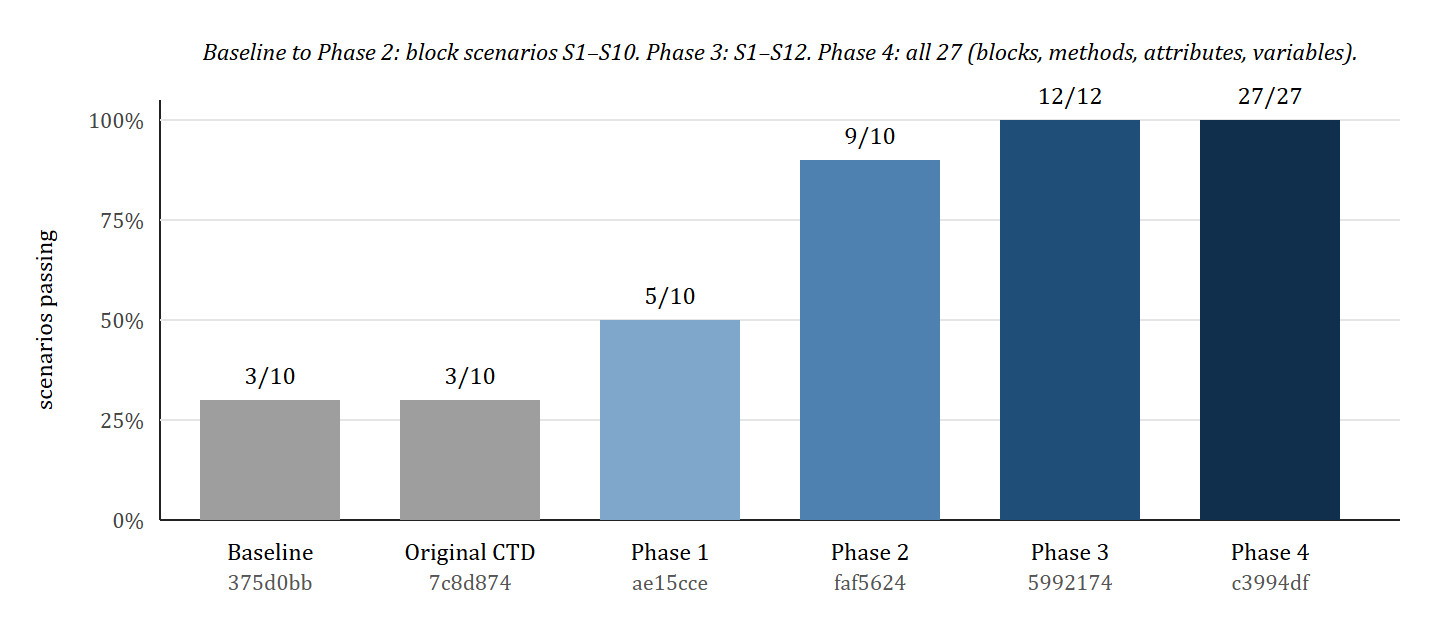 Baseline to Phase 2: block scenarios S1–S10. Phase 3: S1–S12. Phase 4: all 27 (blocks, methods, attributes, variables).
scenarios passing
100%
75%
50%
25%
0%
3/10
3/10
5/10
9/10
12/12
27/27
Baseline
375d0bb
Original CTD
7c8d874
Phase 1
ae15cce
Phase 2
faf5624
Phase 3
5992174
Phase 4
c3994df